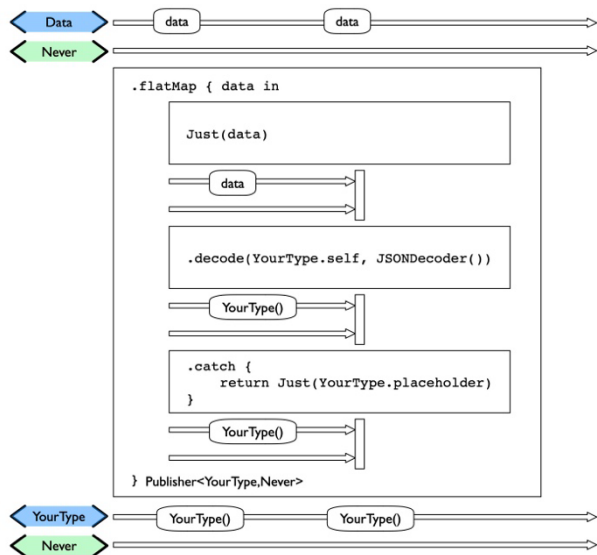 Data data data
Never
.flatMap { data in
Just(data)
data
.decode(YourType.self, JSONDecoder())
YourType()
.catch {
return Just(YourType.placeholder)
}
YourType()
} Publisher<YourType,Never>
YourType YourType() YourType()
Never